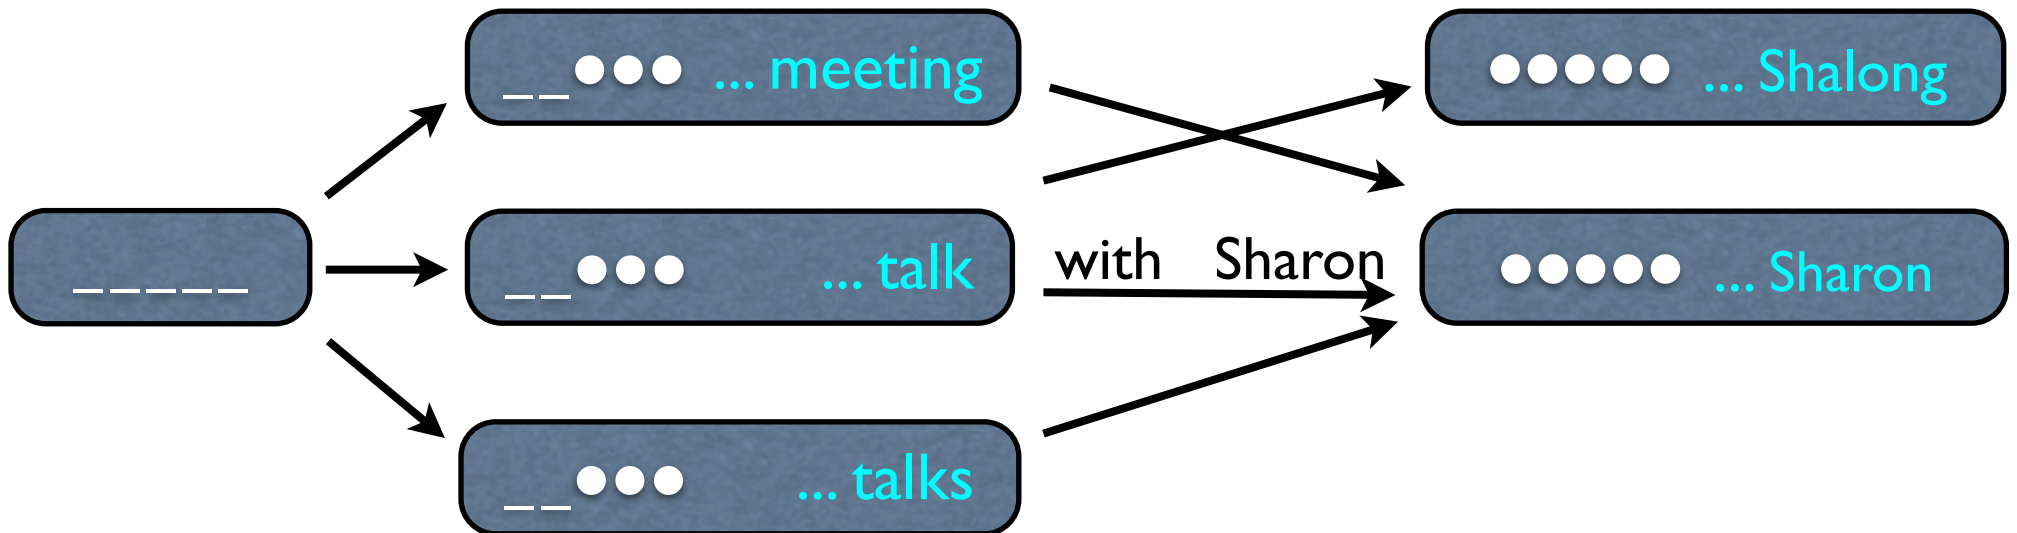 _ _ _ _ _
_ _ ● ● ● ... meeting
_ _ ● ● ● ... talk
_ _ ● ● ● ... talks
with Sharon
● ● ● ● ● ... Shalong
● ● ● ● ● ... Sharon